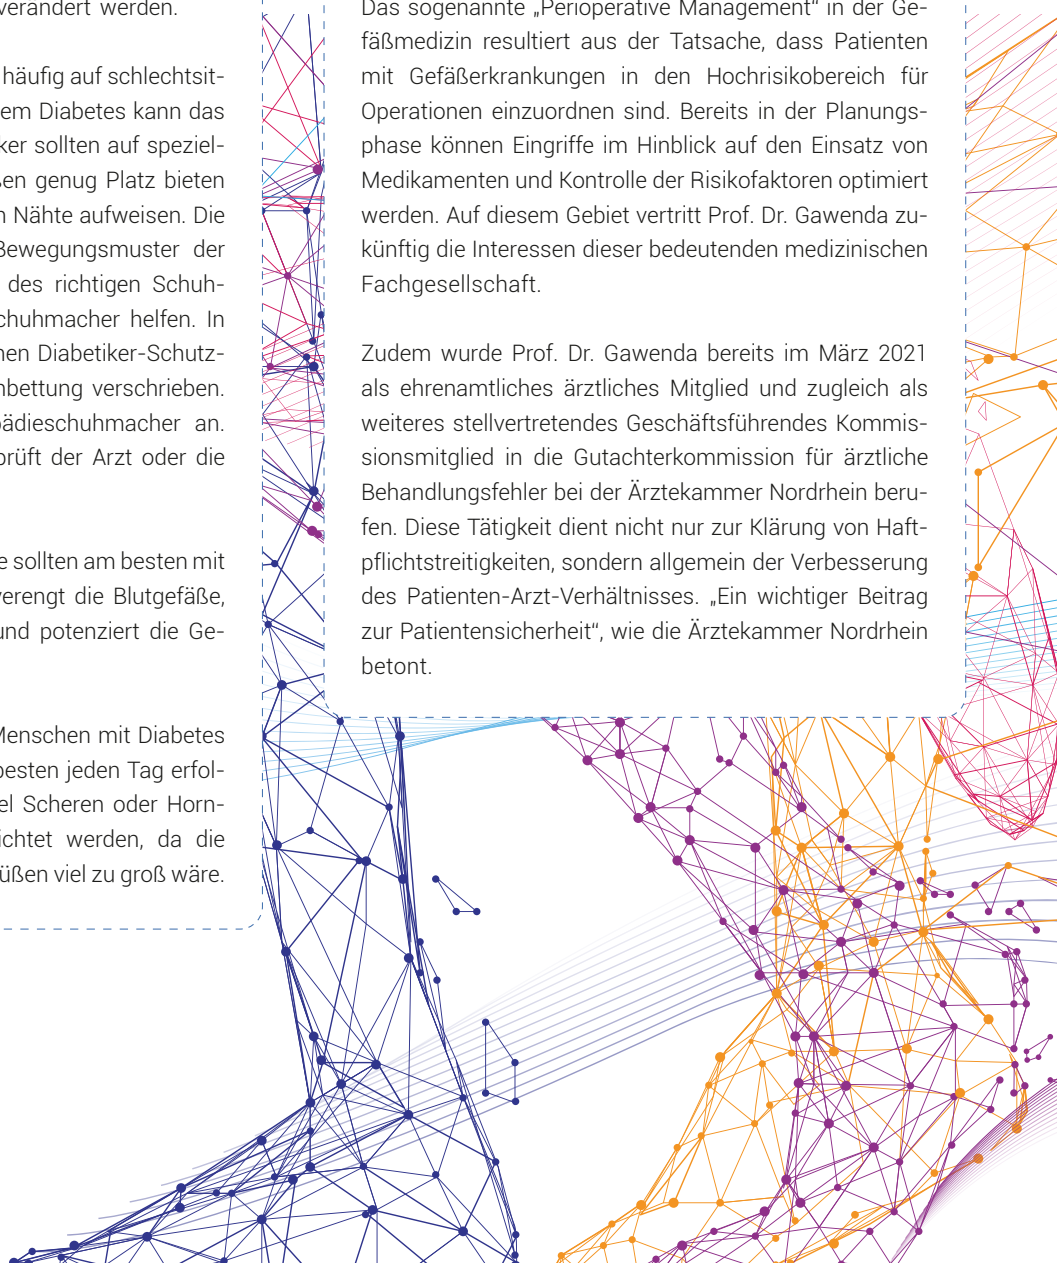 verändert werden.
häufig auf schlechtsit-
em Diabetes kann das
ker sollten auf speziel-
en genug Platz bieten
Nähte aufweisen. Die
Bewegungsmuster der
des richtigen Schuh-
chuhmacher helfen. In
nen Diabetiker-Schutz-
nbettung verschrieben.
pädieschuhmacher an.
prüft der Arzt oder die
e sollten am besten mit
verengt die Blutgefäße,
und potenziert die Ge-
Menschen mit Diabetes
besten jeden Tag erfol-
el Scheren oder Horn-
ichtet werden, da die
üßen viel zu groß wäre.
Das sogenannte „Perioperative Management“ in der Ge-
fäßmedizin resultiert aus der Tatsache, dass Patienten
mit Gefäßerkrankungen in den Hochrisikobereich für
Operationen einzuordnen sind. Bereits in der Planungs-
phase können Eingriffe im Hinblick auf den Einsatz von
Medikamenten und Kontrolle der Risikofaktoren optimiert
werden. Auf diesem Gebiet vertritt Prof. Dr. Gawenda zu-
künftig die Interessen dieser bedeutenden medizinischen
Fachgesellschaft.
Zudem wurde Prof. Dr. Gawenda bereits im März 2021
als ehrenamtliches ärztliches Mitglied und zugleich als
weiteres stellvertretendes Geschäftsführendes Kommis-
sionsmitglied in die Gutachterkommission für ärztliche
Behandlungsfehler bei der Ärztekammer Nordrhein beru-
fen. Diese Tätigkeit dient nicht nur zur Klärung von Haft-
pflichtstreitigkeiten, sondern allgemein der Verbesserung
des Patienten-Arzt-Verhältnisses. „Ein wichtiger Beitrag
zur Patientensicherheit“, wie die Ärztekammer Nordrhein
betont.